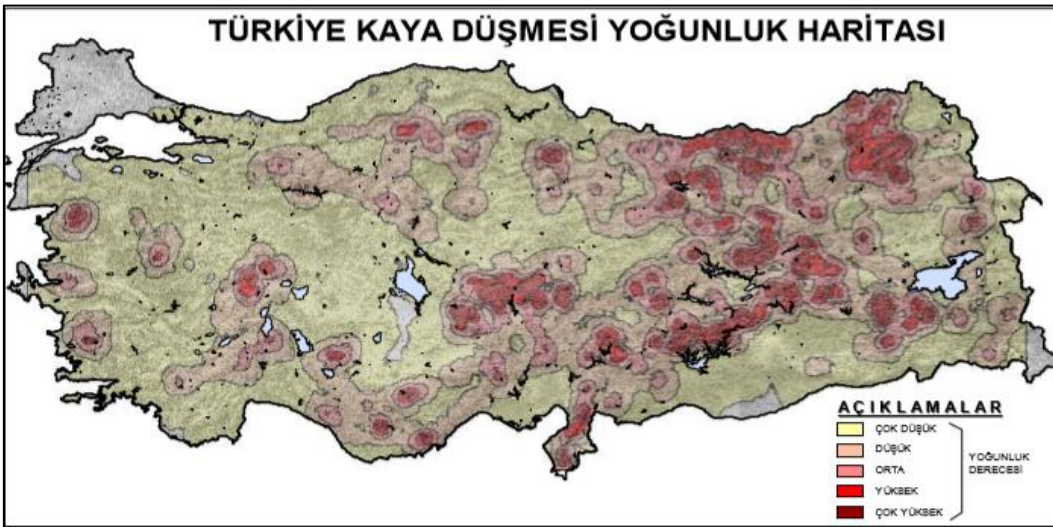 TÜRKİYE KAYA DÜŞMESİ YOĞUNLUK HARİTASI
AÇIKLAMALAR
ÇOK DÜŞÜK
DÜŞÜK
ORTA
YÜKSEK
ÇOK YÜKSEK
YOĞUNLUK
DERECESİ